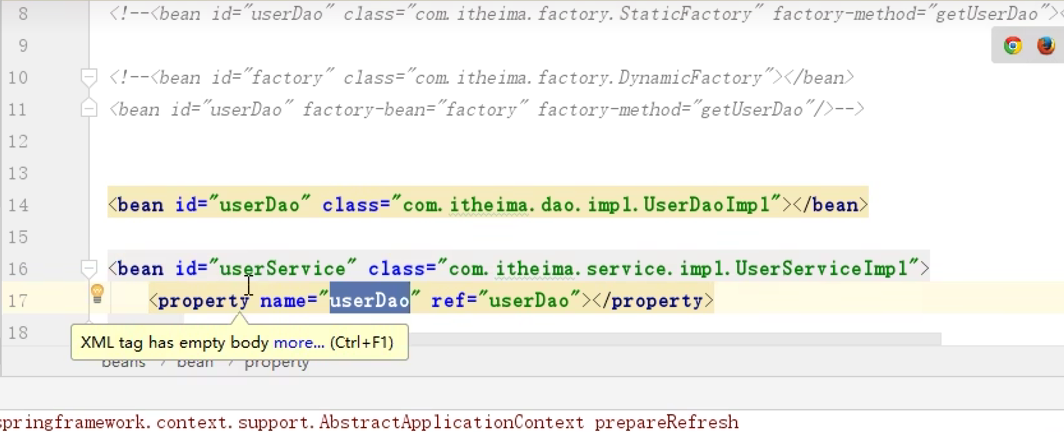 8 <!--<bean id="userDao" class="com.itheima.factory.StaticFactory" factory-method="getUserDao"><
9
10 <!--<bean id="factory" class="com.itheima.factory.DynamicFactory"></bean>
11 <bean id="userDao" factory-bean="factory" factory-method="getUserDao"/>-->
12
13
14 <bean id="userDao" class="com.itheima.dao.impl.UserDaoImpl"></bean>
15
16 <bean id="userService" class="com.itheima.service.impl.UserServiceImpl">
17 <property name="userDao" ref="userDao"></property>
18
XML tag has empty body more... (Ctrl+F1)
beans bean property
springframework.context.support.AbstractApplicationContext prepareRefresh